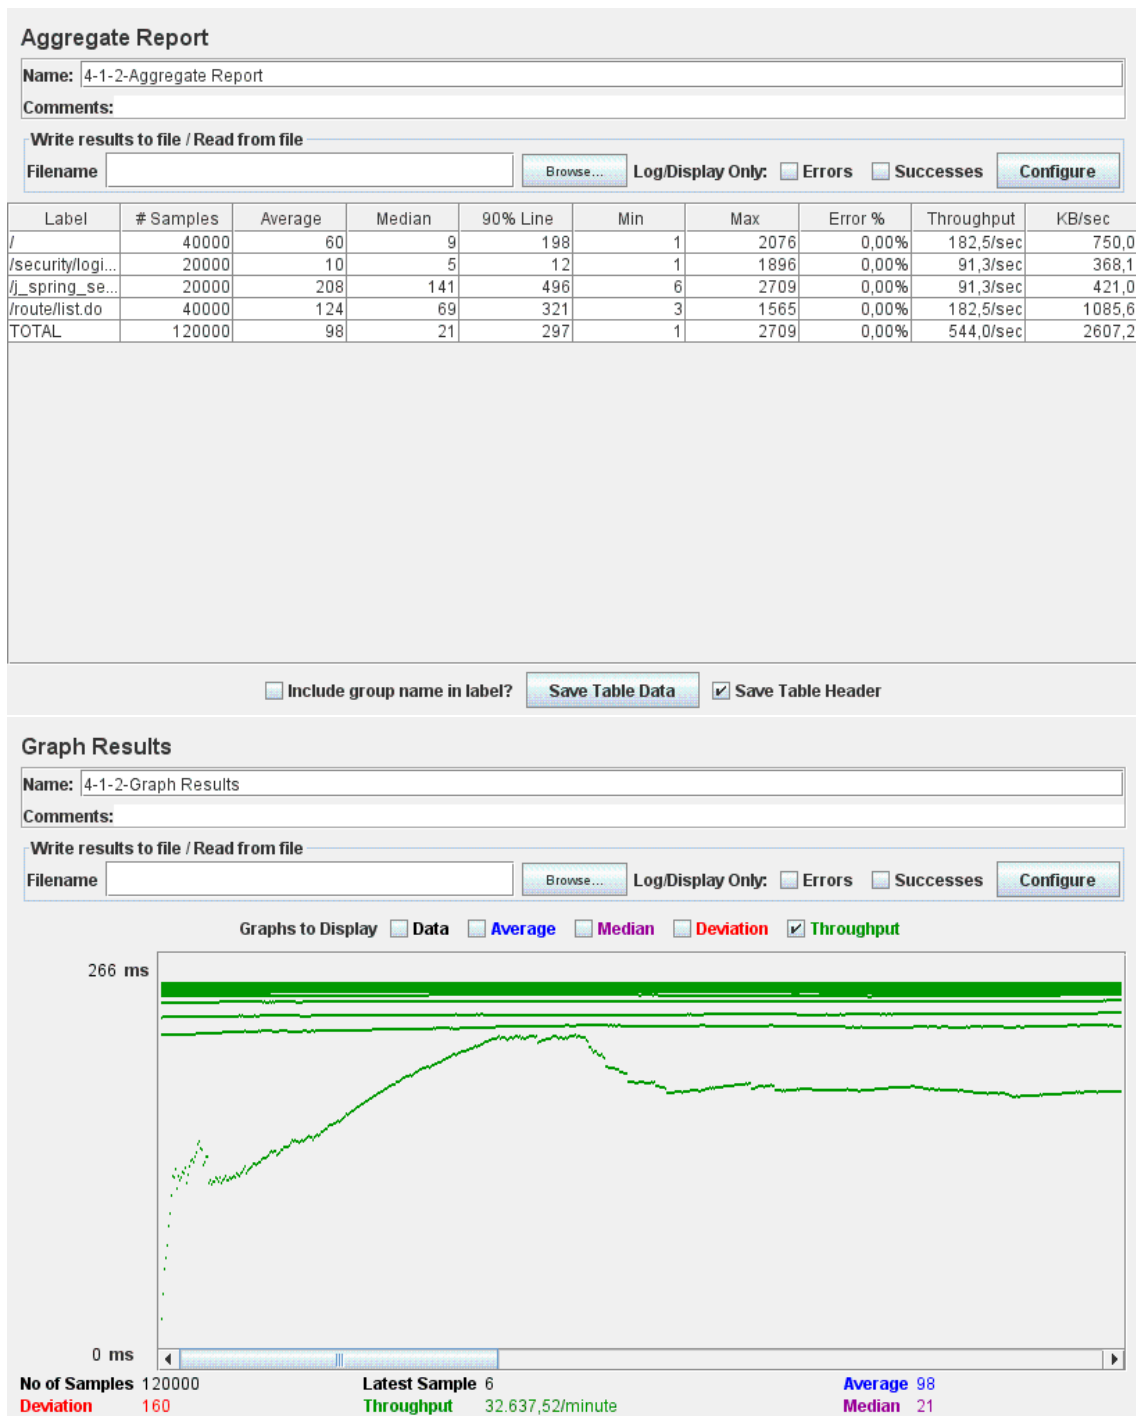 Aggregate Report
Name: 4-1-2-Aggregate Report
Comments:
Write results to file / Read from file
Filename Browse... Log/Display Only: Errors Successes Configure
Label # Samples Average Median 90% Line Min Max Error % Throughput KB/sec
/ 40000 60 9 198 1 2076 0,00% 182,5/sec 750,0
/security/logi... 20000 10 5 12 1 1896 0,00% 91,3/sec 368,1
/j_spring_se... 20000 208 141 496 6 2709 0,00% 91,3/sec 421,0
/route/list.do 40000 124 69 321 3 1565 0,00% 182,5/sec 1085,6
TOTAL 120000 98 21 297 1 2709 0,00% 544,0/sec 2607,2
Include group name in label? Save Table Data Save Table Header
Graph Results
Name: 4-1-2-Graph Results
Comments:
Write results to file / Read from file
Filename Browse... Log/Display Only: Errors Successes Configure
Graphs to Display Data Average Median Deviation Throughput
266 ms
0 ms
No of Samples 120000 Latest Sample 6 Average 98
Deviation 160 Throughput 32.637,52/minute Median 21